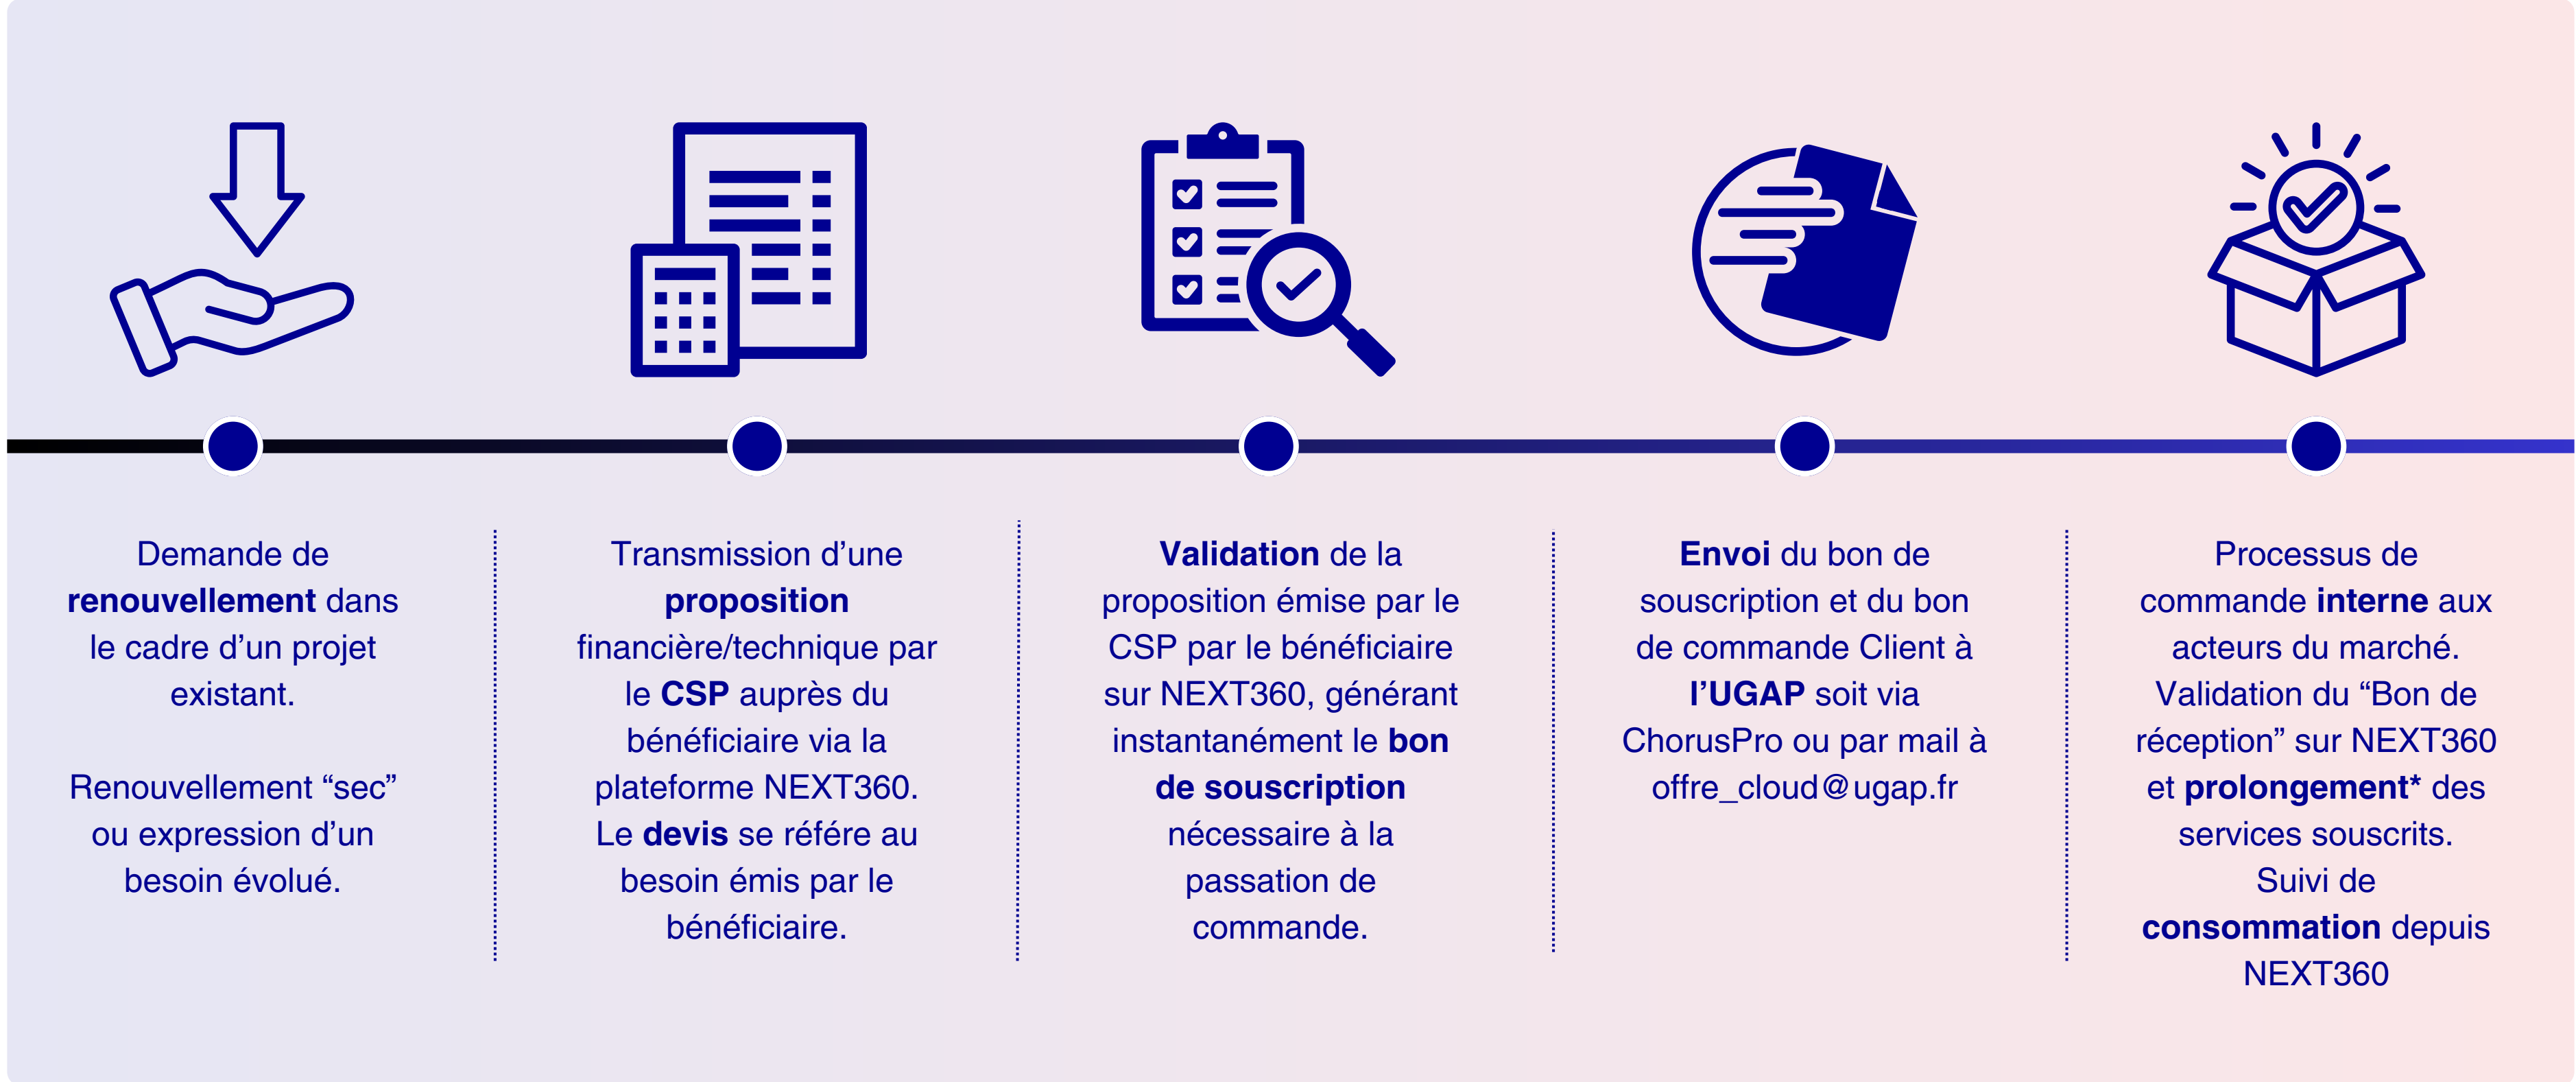 Demande de
renouvellement dans
le cadre d’un projet
existant.
Renouvellement “sec”
ou expression d’un
besoin évolué.
Transmission d’une
proposition
financière/technique par
le CSP auprès du
bénéficiaire via la
plateforme NEXT360.
Le devis se référe au
besoin émis par le
bénéficiaire.
Validation de la
proposition émise par le
CSP par le bénéficiaire
sur NEXT360, générant
instantanément le bon
de souscription
nécessaire à la
passation de
commande.
Envoi du bon de
souscription et du bon
de commande Client à
l’UGAP soit via
ChorusPro ou par mail à
offre_cloud@ugap.fr
Processus de
commande interne aux
acteurs du marché.
Validation du “Bon de
réception” sur NEXT360
et prolongement* des
services souscrits.
Suivi de
consommation depuis
NEXT360